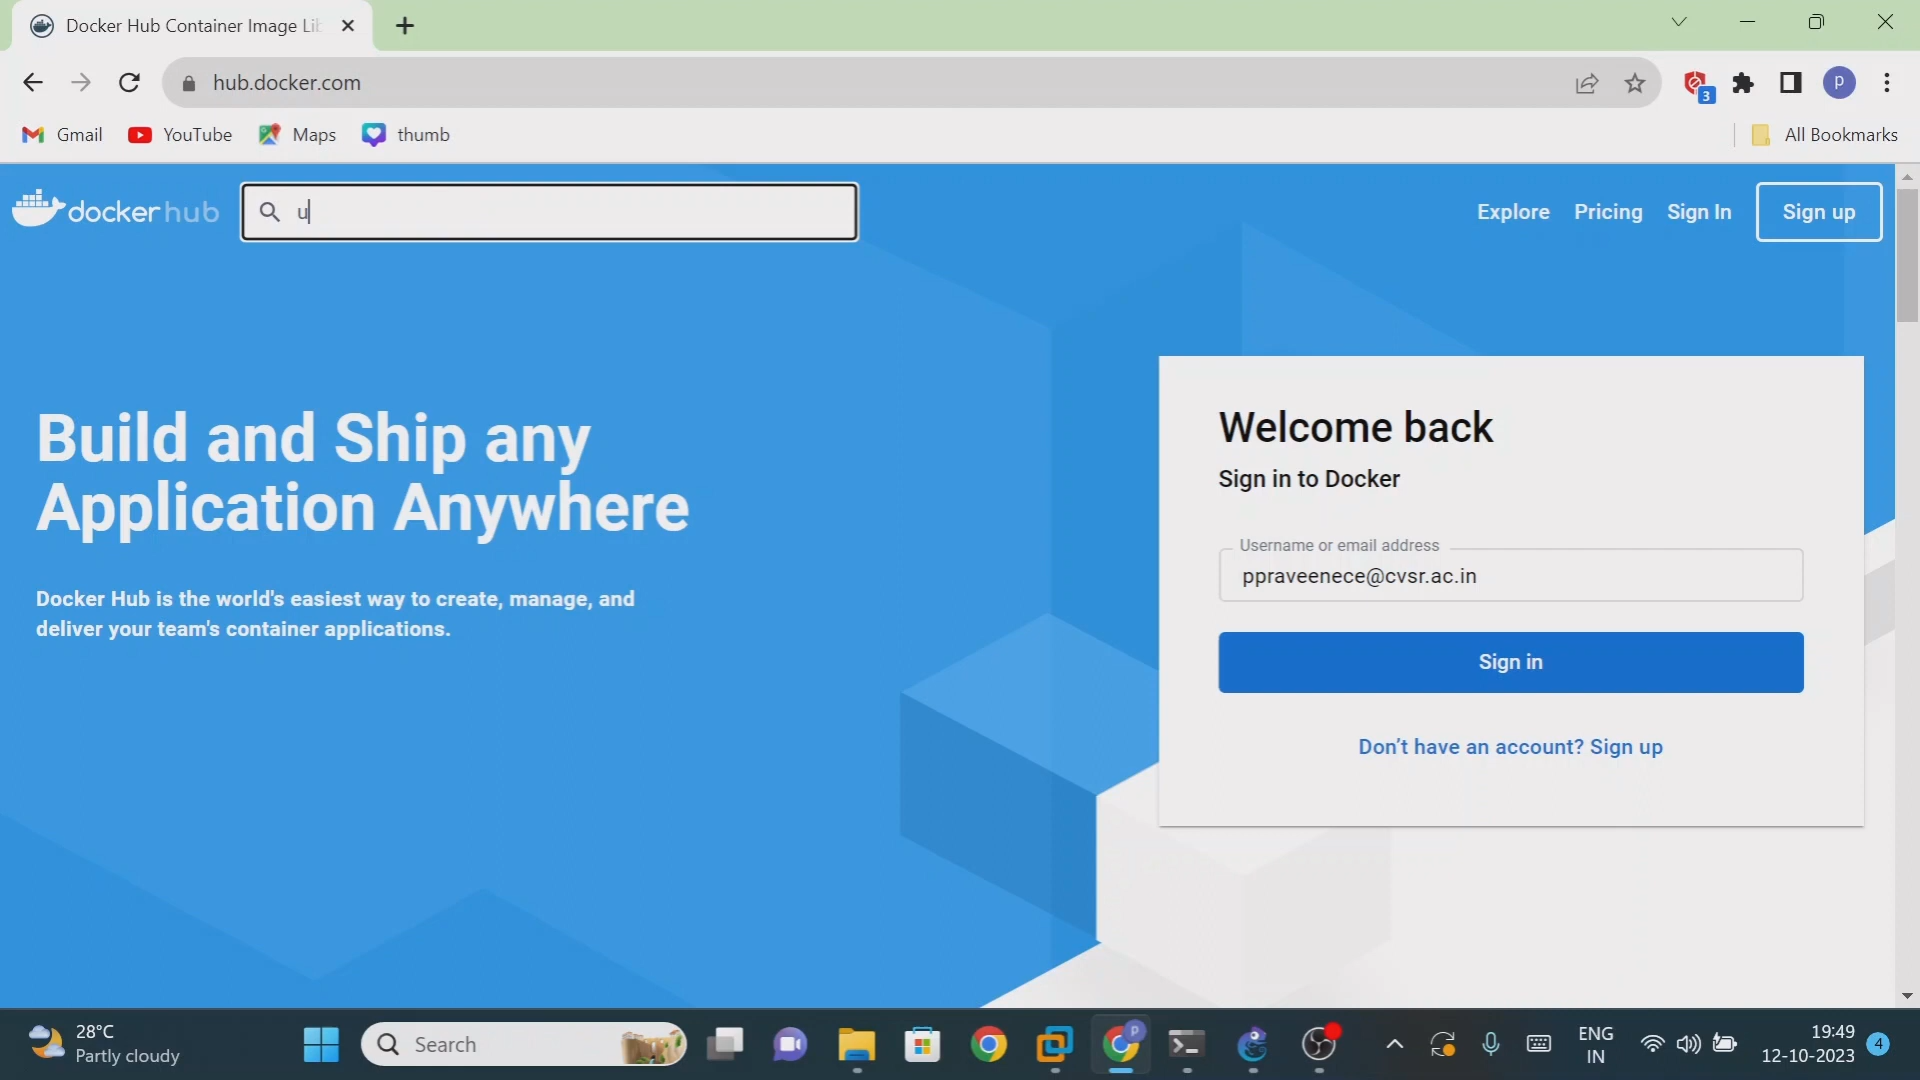 Docker Hub Container Image Lib
hub.docker.com
3
P
Gmail
YouTube
Maps
thumb
All Bookmarks
docker hub
u
Explore
Pricing
Sign In
Sign up
Build and Ship any
Application Anywhere
Docker Hub is the world's easiest way to create, manage, and
deliver your team's container applications.
Welcome back
Sign in to Docker
Username or email address
ppraveenece@cvsr.ac.in
Sign in
Don't have an account? Sign up
28°C
Partly cloudy
Search
P
ENG
IN
19:49
12-10-2023
4